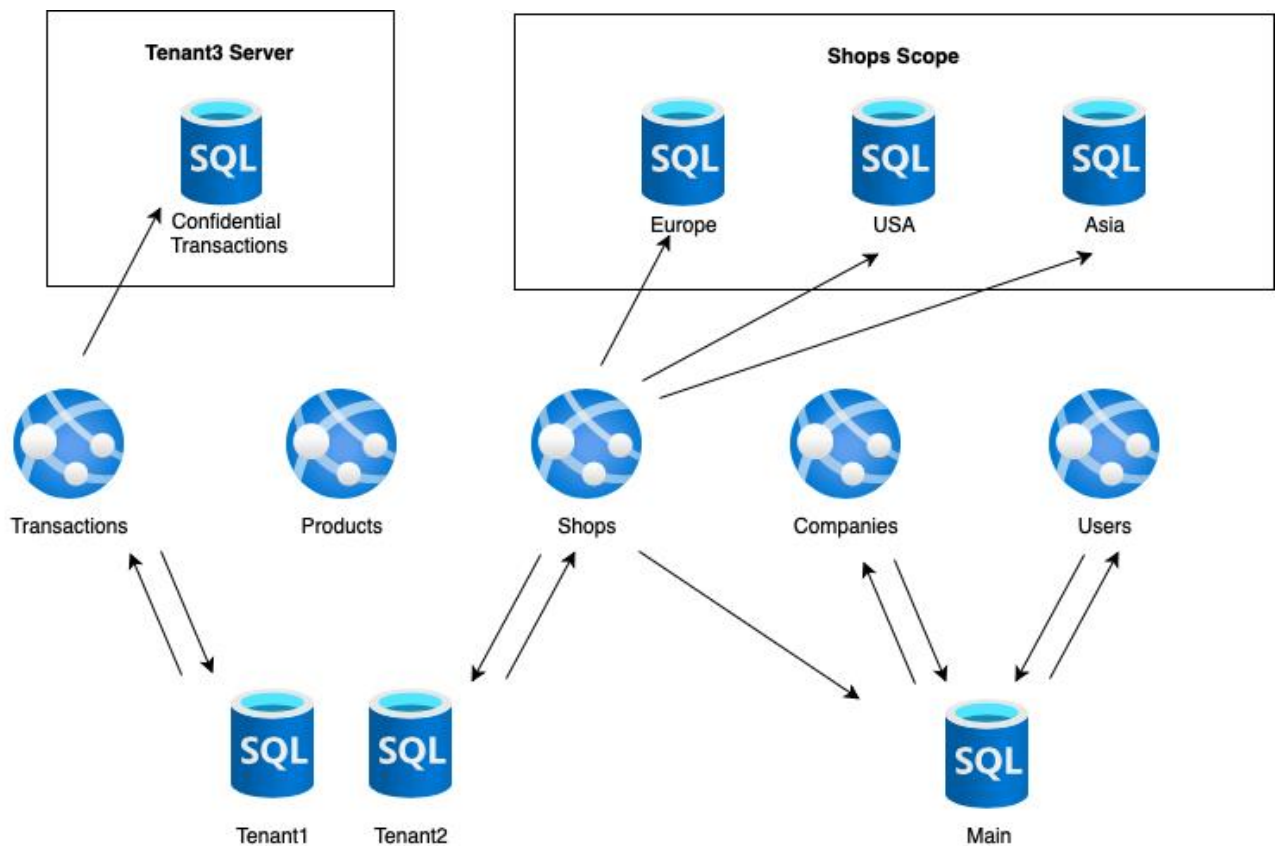 Tenant3 Server
Shops Scope
SQL
SQL
SQL
SQL
Confidential
Transactions
Europe
USA
Asia
Transactions
Products
Shops
Companies
Users
SQL
SQL
SQL
Tenant1
Tenant2
Main